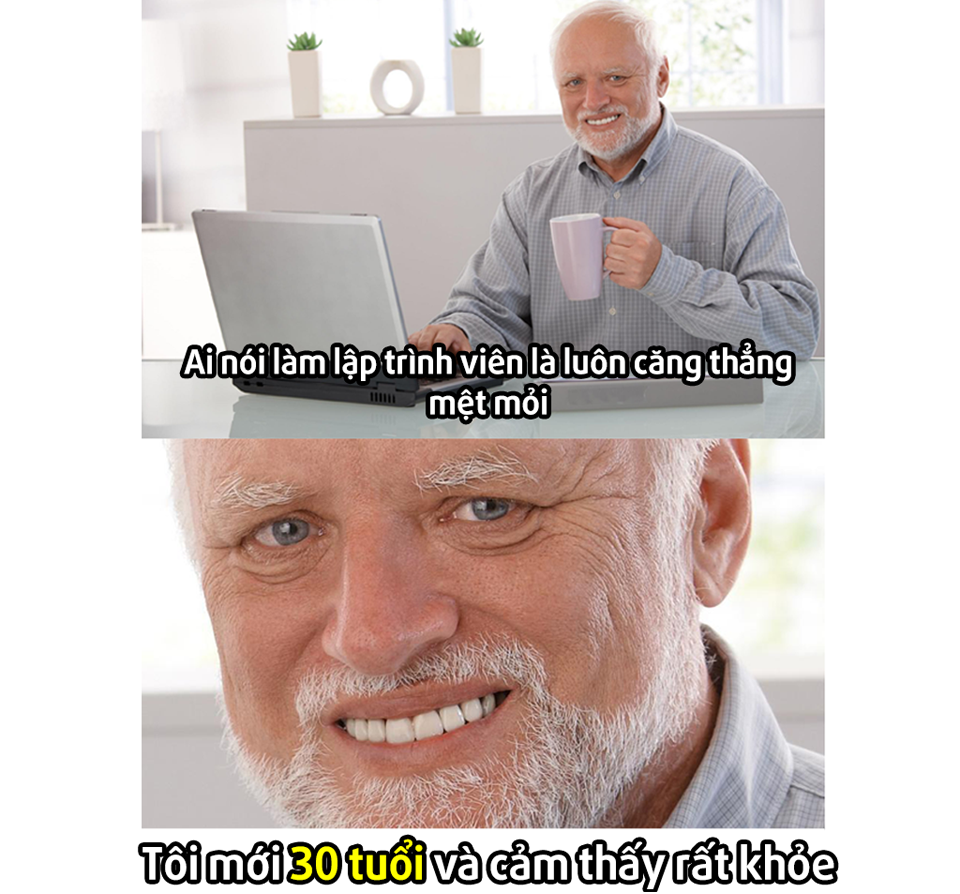 Ai nói làm lập trình viên là luôn căng thẳng
mệt mỏi
Tôi mới 30 tuổi và cảm thấy rất khỏe